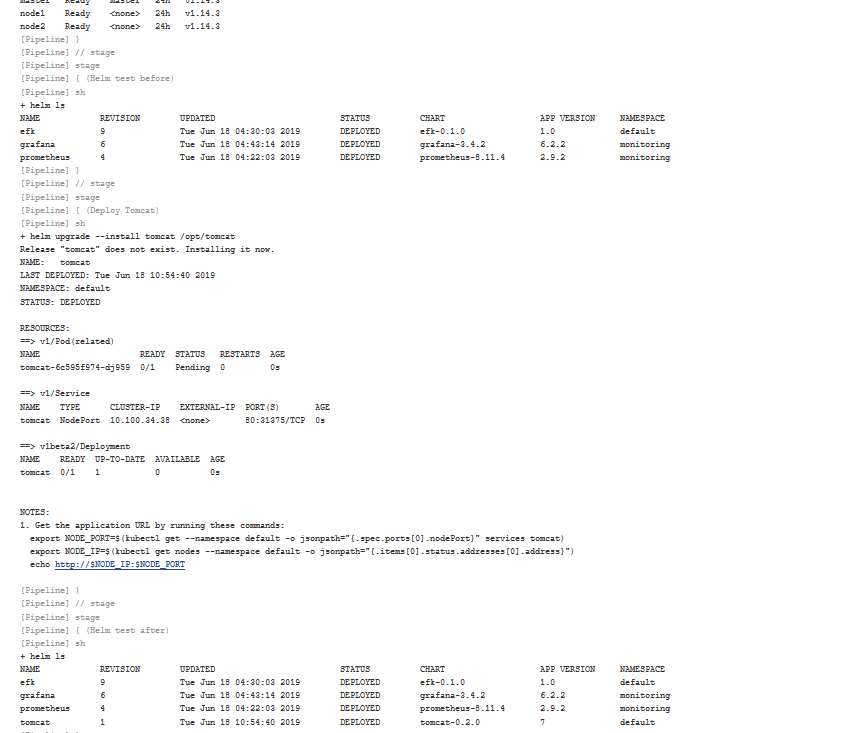 master Ready master 24h v1.14.3
node1 Ready <none> 24h v1.14.3
node2 Ready <none> 24h v1.14.3
[Pipeline] }
[Pipeline] // stage
[Pipeline] stage
[Pipeline] { (Helm test before)
[Pipeline] sh
+ helm ls
NAME REVISION UPDATED STATUS CHART APP VERSION NAMESPACE
efk 9 Tue Jun 18 04:30:03 2019 DEPLOYED efk-0.1.0 1.0 default
grafana 6 Tue Jun 18 04:43:14 2019 DEPLOYED grafana-3.4.2 6.2.2 monitoring
prometheus 4 Tue Jun 18 04:22:03 2019 DEPLOYED prometheus-8.11.4 2.9.2 monitoring
[Pipeline] }
[Pipeline] // stage
[Pipeline] stage
[Pipeline] { (Deploy Tomcat)
[Pipeline] sh
+ helm upgrade --install tomcat /opt/tomcat
Release "tomcat" does not exist. Installing it now.
NAME: tomcat
LAST DEPLOYED: Tue Jun 18 10:54:40 2019
NAMESPACE: default
STATUS: DEPLOYED
RESOURCES:
==> v1/Pod(related)
NAME READY STATUS RESTARTS AGE
tomcat-6c595f974-dj959 0/1 Pending 0 0s
==> v1/Service
NAME TYPE CLUSTER-IP EXTERNAL-IP PORT(S) AGE
tomcat NodePort 10.100.34.38 <none> 80:31375/TCP 0s
==> v1beta2/Deployment
NAME READY UP-TO-DATE AVAILABLE AGE
tomcat 0/1 1 0 0s
NOTES:
1. Get the application URL by running these commands:
export NODE_PORT=$(kubectl get --namespace default -o jsonpath="{.spec.ports[0].nodePort}" services tomcat)
export NODE_IP=$(kubectl get nodes --namespace default -o jsonpath="{.items[0].status.addresses[0].address}")
echo http://$NODE_IP:$NODE_PORT
[Pipeline] }
[Pipeline] // stage
[Pipeline] stage
[Pipeline] { (Helm test after)
[Pipeline] sh
+ helm ls
NAME REVISION UPDATED STATUS CHART APP VERSION NAMESPACE
efk 9 Tue Jun 18 04:30:03 2019 DEPLOYED efk-0.1.0 1.0 default
grafana 6 Tue Jun 18 04:43:14 2019 DEPLOYED grafana-3.4.2 6.2.2 monitoring
prometheus 4 Tue Jun 18 04:22:03 2019 DEPLOYED prometheus-8.11.4 2.9.2 monitoring
tomcat 1 Tue Jun 18 10:54:40 2019 DEPLOYED tomcat-0.2.0 7 default